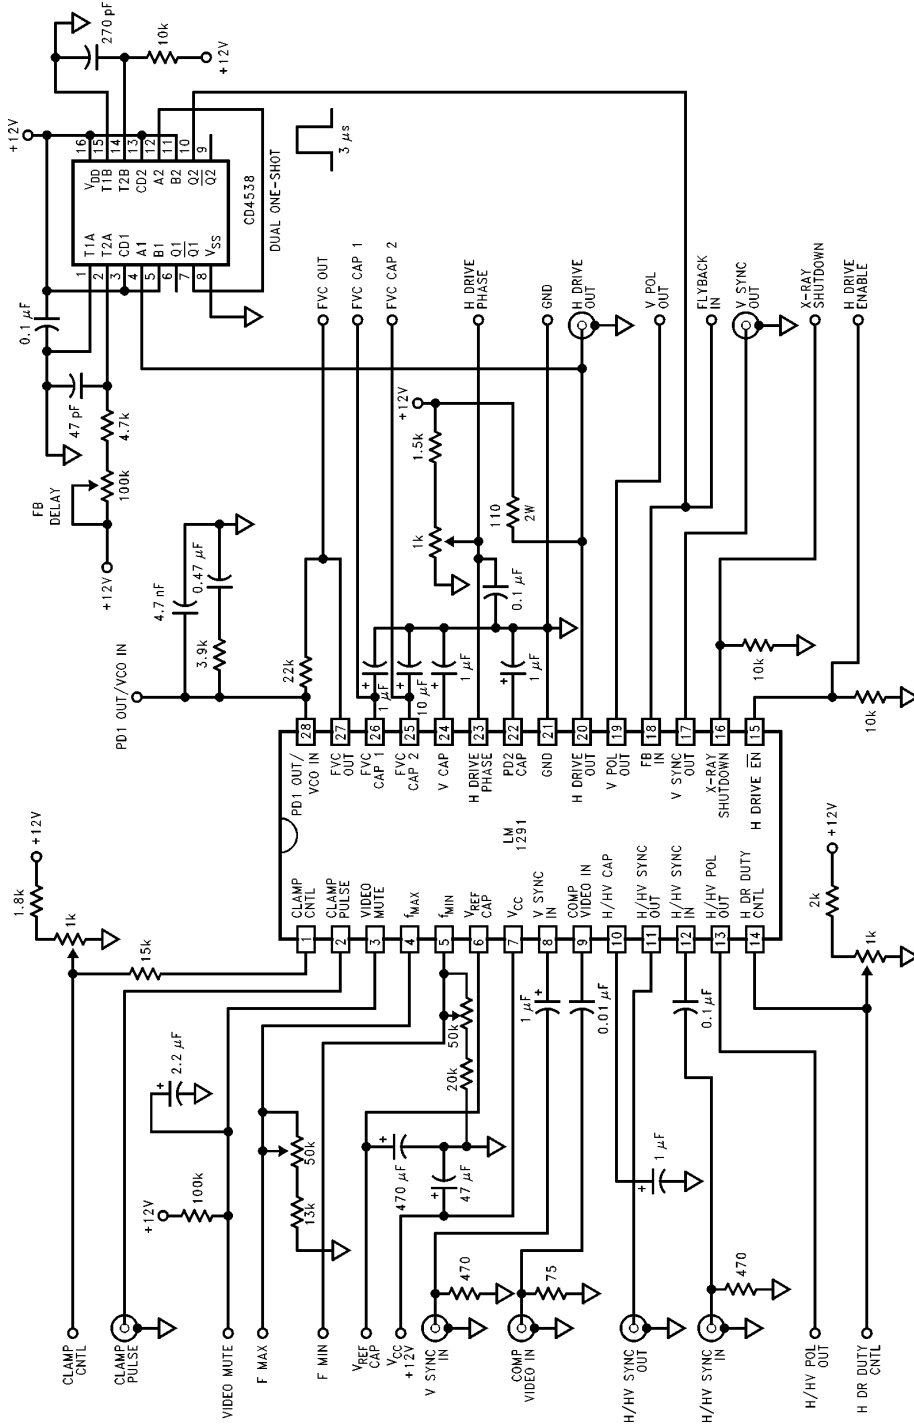 CLAMP
CNTL
CLAMP
PULSE
VIDEO MUTE
F MAX
F MIN
VREF
CAP
VCC
+12V
V SYNC
IN
COMP
VIDEO IN
H/HV SYNC
OUT
H/HV SYNC
IN
H/HV POL
OUT
H DR DUTY
CNTL
+12V
1.8k
1k
15k
2.2 µF
+
+12V
100k
50k
13k
+
470 µF
+
47 µF
20k
50k
470
75
1 µF
+
0.01 µF
+
1 µF
0.1 µF
470
+12V
2k
1k
1
CLAMP
CNTL
2
CLAMP
PULSE
3
VIDEO
MUTE
4
fMAX
5
fMIN
6
VREF
CAP
7
VCC
8
V SYNC
IN
9
COMP
VIDEO IN
10
H/HV CAP
11
H/HV SYNC
OUT
12
H/HV SYNC
IN
13
H/HV POL
OUT
14
H DR DUTY
CNTL
LM
1291
28
PD1 OUT/
VCO IN
27
FVC
OUT
26
FVC
CAP 1
25
FVC
CAP 2
24
V CAP
23
H DRIVE
PHASE
22
PD2
CAP
21
GND
20
H DRIVE
OUT
19
V POL
OUT
18
FB
IN
17
V SYNC
OUT
16
X-RAY
SHUTDOWN
15
H DRIVE EN
PD1 OUT/VCO IN
4.7 nF
0.47 µF
3.9k
22k
+
1 µF
+
10 µF
+
1 µF
+
1 µF
0.1 µF
1k
1.5k
+12V
110
2W
10k
10k
FVC OUT
FVC CAP 1
FVC CAP 2
H DRIVE
PHASE
GND
H DRIVE
OUT
V POL
OUT
FLYBACK
IN
V SYNC
OUT
X-RAY
SHUTDOWN
H DRIVE
ENABLE
+12V
FB
DELAY
100k
4.7k
47 pF
0.1 µF
1
T1A
2
T2A
3
CD1
4
A1
5
B1
6
Q1
7
Q1
8
VSS
16
VDD
15
T1B
14
T2B
13
CD2
12
A2
11
B2
10
Q2
9
Q2
CD4538
DUAL ONE-SHOT
3 µs
+12V
270 pF
10k
+12V